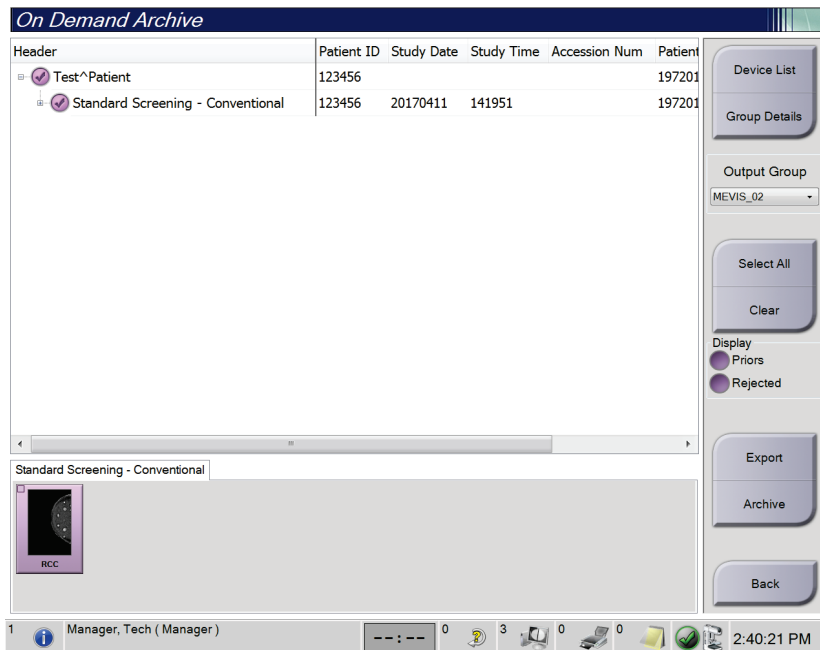 On Demand Archive
Header Patient ID Study Date Study Time Accession Num Patient
Test^Patient 123456 197201
Standard Screening - Conventional 123456 20170411 141951 197201
Device List
Group Details
Output Group
MEVIS_02
Select All
Clear
Display
Priors
Rejected
Export
Archive
Back
Standard Screening - Conventional
RCC
1 Manager, Tech ( Manager ) --:-- 0 3 0 0 2:40:21 PM